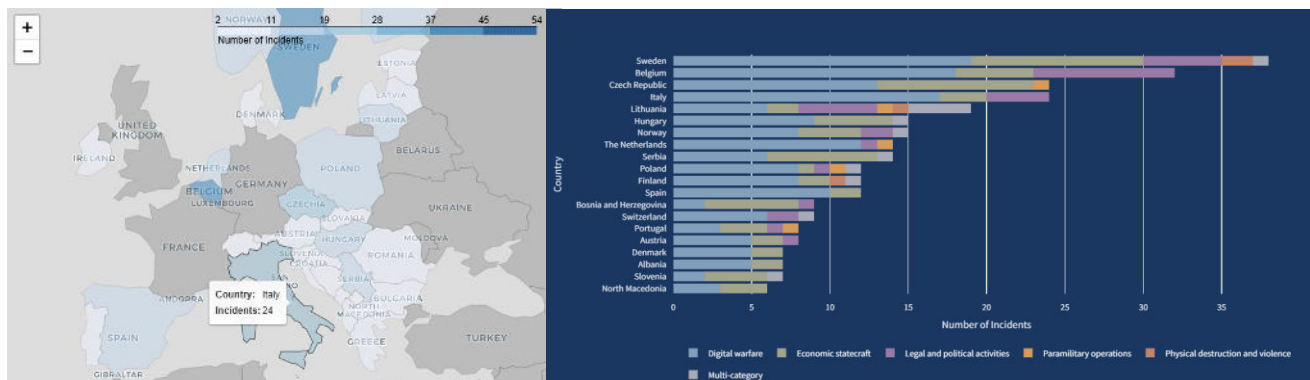 +
−
2 11 19 28 37 45 54
Number of Incidents
NORWAY
SWEDEN
ESTONIA
LATVIA
LITHUANIA
DENMARK
UNITED
KINGDOM
IRELAND
BELARUS
NETHERLANDS
POLAND
BELGIUM
GERMANY
LUXEMBOURG
CZECHIA
UKRAINE
SLOVAKIA
AUSTRIA
HUNGARY
MOLDOVA
FRANCE
CROATIA
ROMANIA
SAN
SERBIA
ANDORRA
Country: Italy
Incidents: 24
BULGARIA
NORTH
MACEDONIA
SPAIN
GREECE
TURKEY
GIBRALTAR
Country
Sweden
Belgium
Czech Republic
Italy
Lithuania
Hungary
Norway
The Netherlands
Serbia
Poland
Finland
Spain
Bosnia and Herzegovina
Switzerland
Portugal
Austria
Denmark
Albania
Slovenia
North Macedonia
0 5 10 15 20 25 30 35
Number of Incidents
Digital warfare Economic statecraft Legal and political activities Paramilitary operations Physical destruction and violence
Multi-category